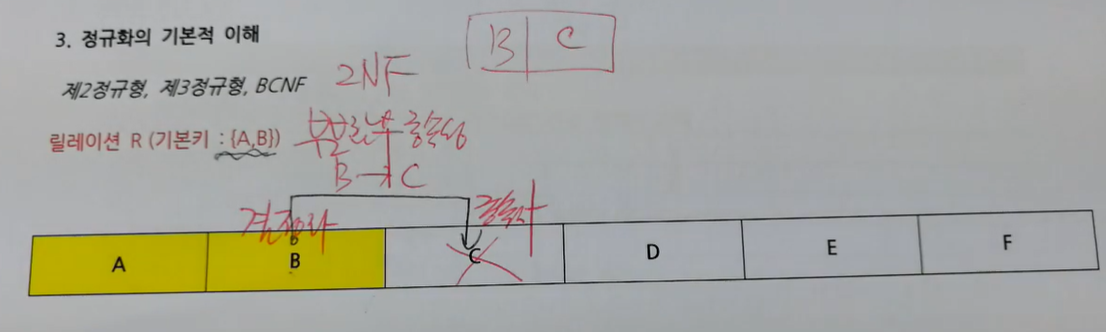 3. 정규화의 기본적 이해
B C
제2정규형, 제3정규형, BCNF 2NF
릴레이션 R (기본키 : {A,B}) 부분함수 종속성
B → C
결정자 종속자
A B C D E F